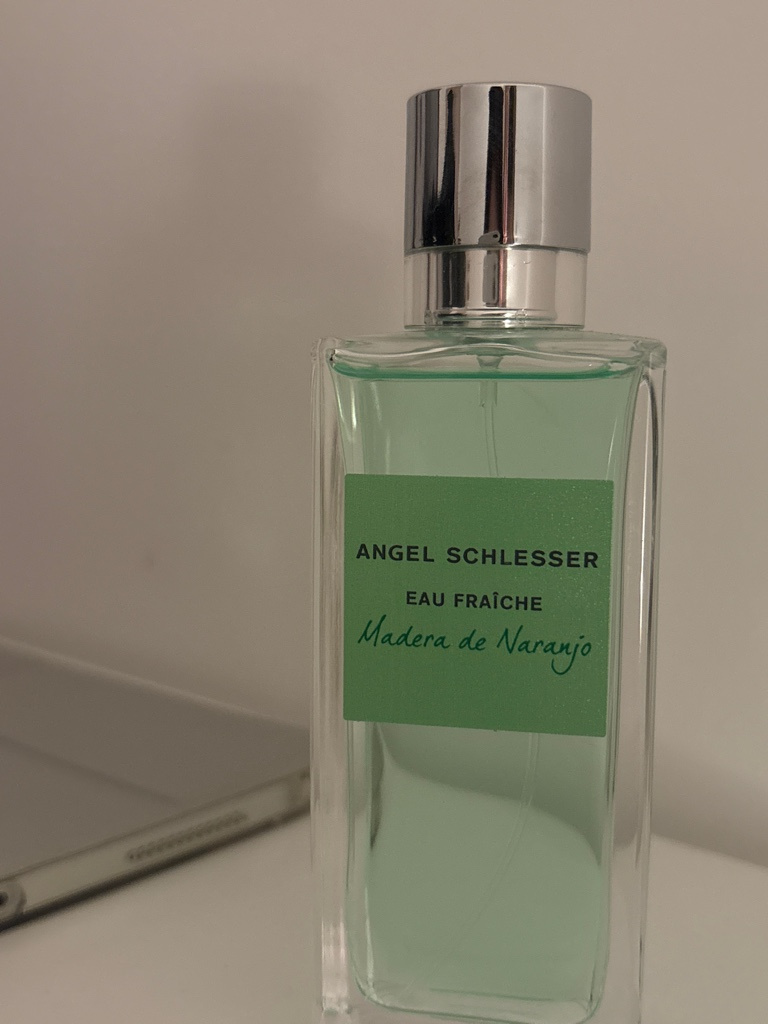 ANGEL SCHLESSER
EAU FRAÎCHE
Madera de Naranjo